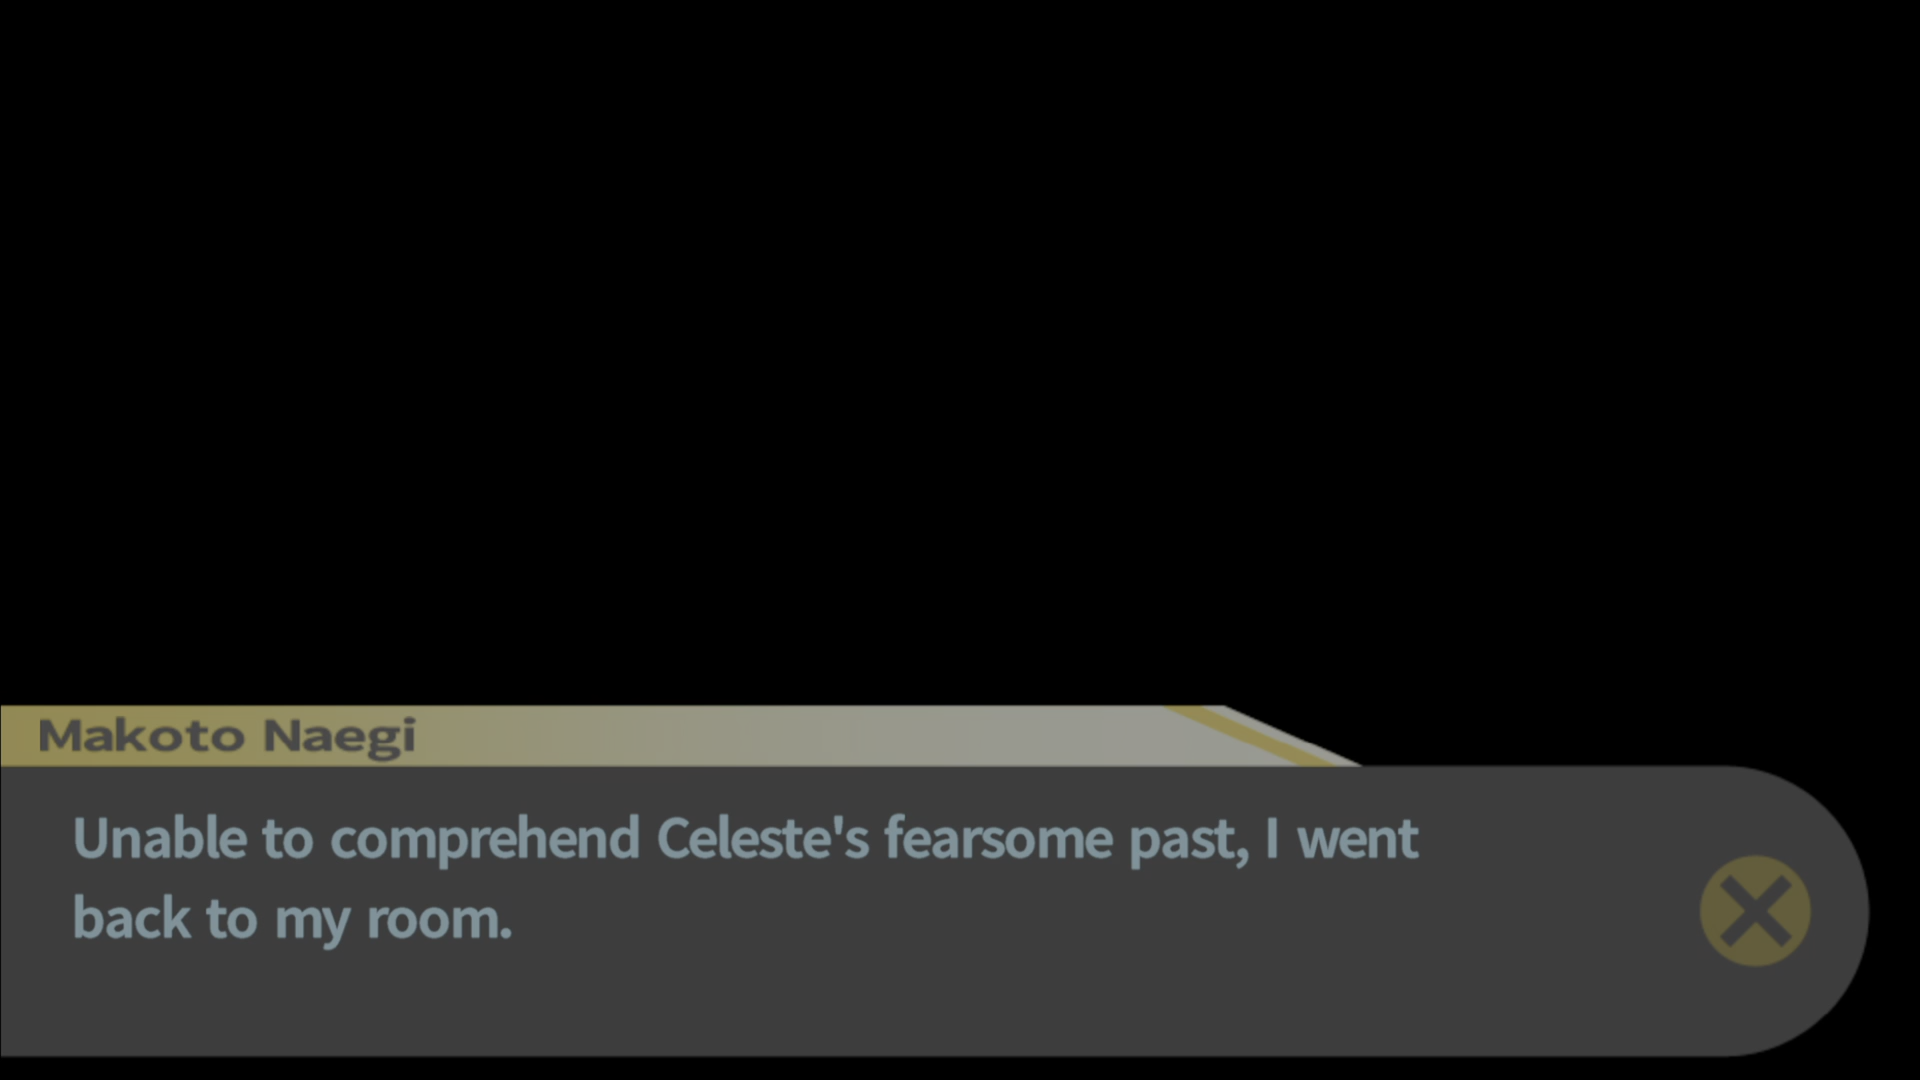 Makoto Naegi
Unable to comprehend Celeste's fearsome past, I went
back to my room.